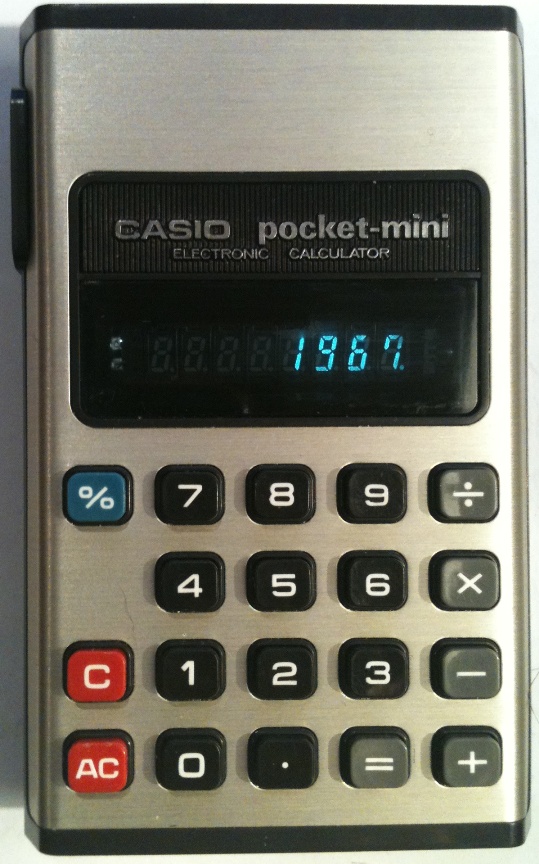 CASIO pocket-mini
ELECTRONIC CALCULATOR
1967
% 7 8 9 ÷
4 5 6 ×
C 1 2 3 −
AC 0 . = +